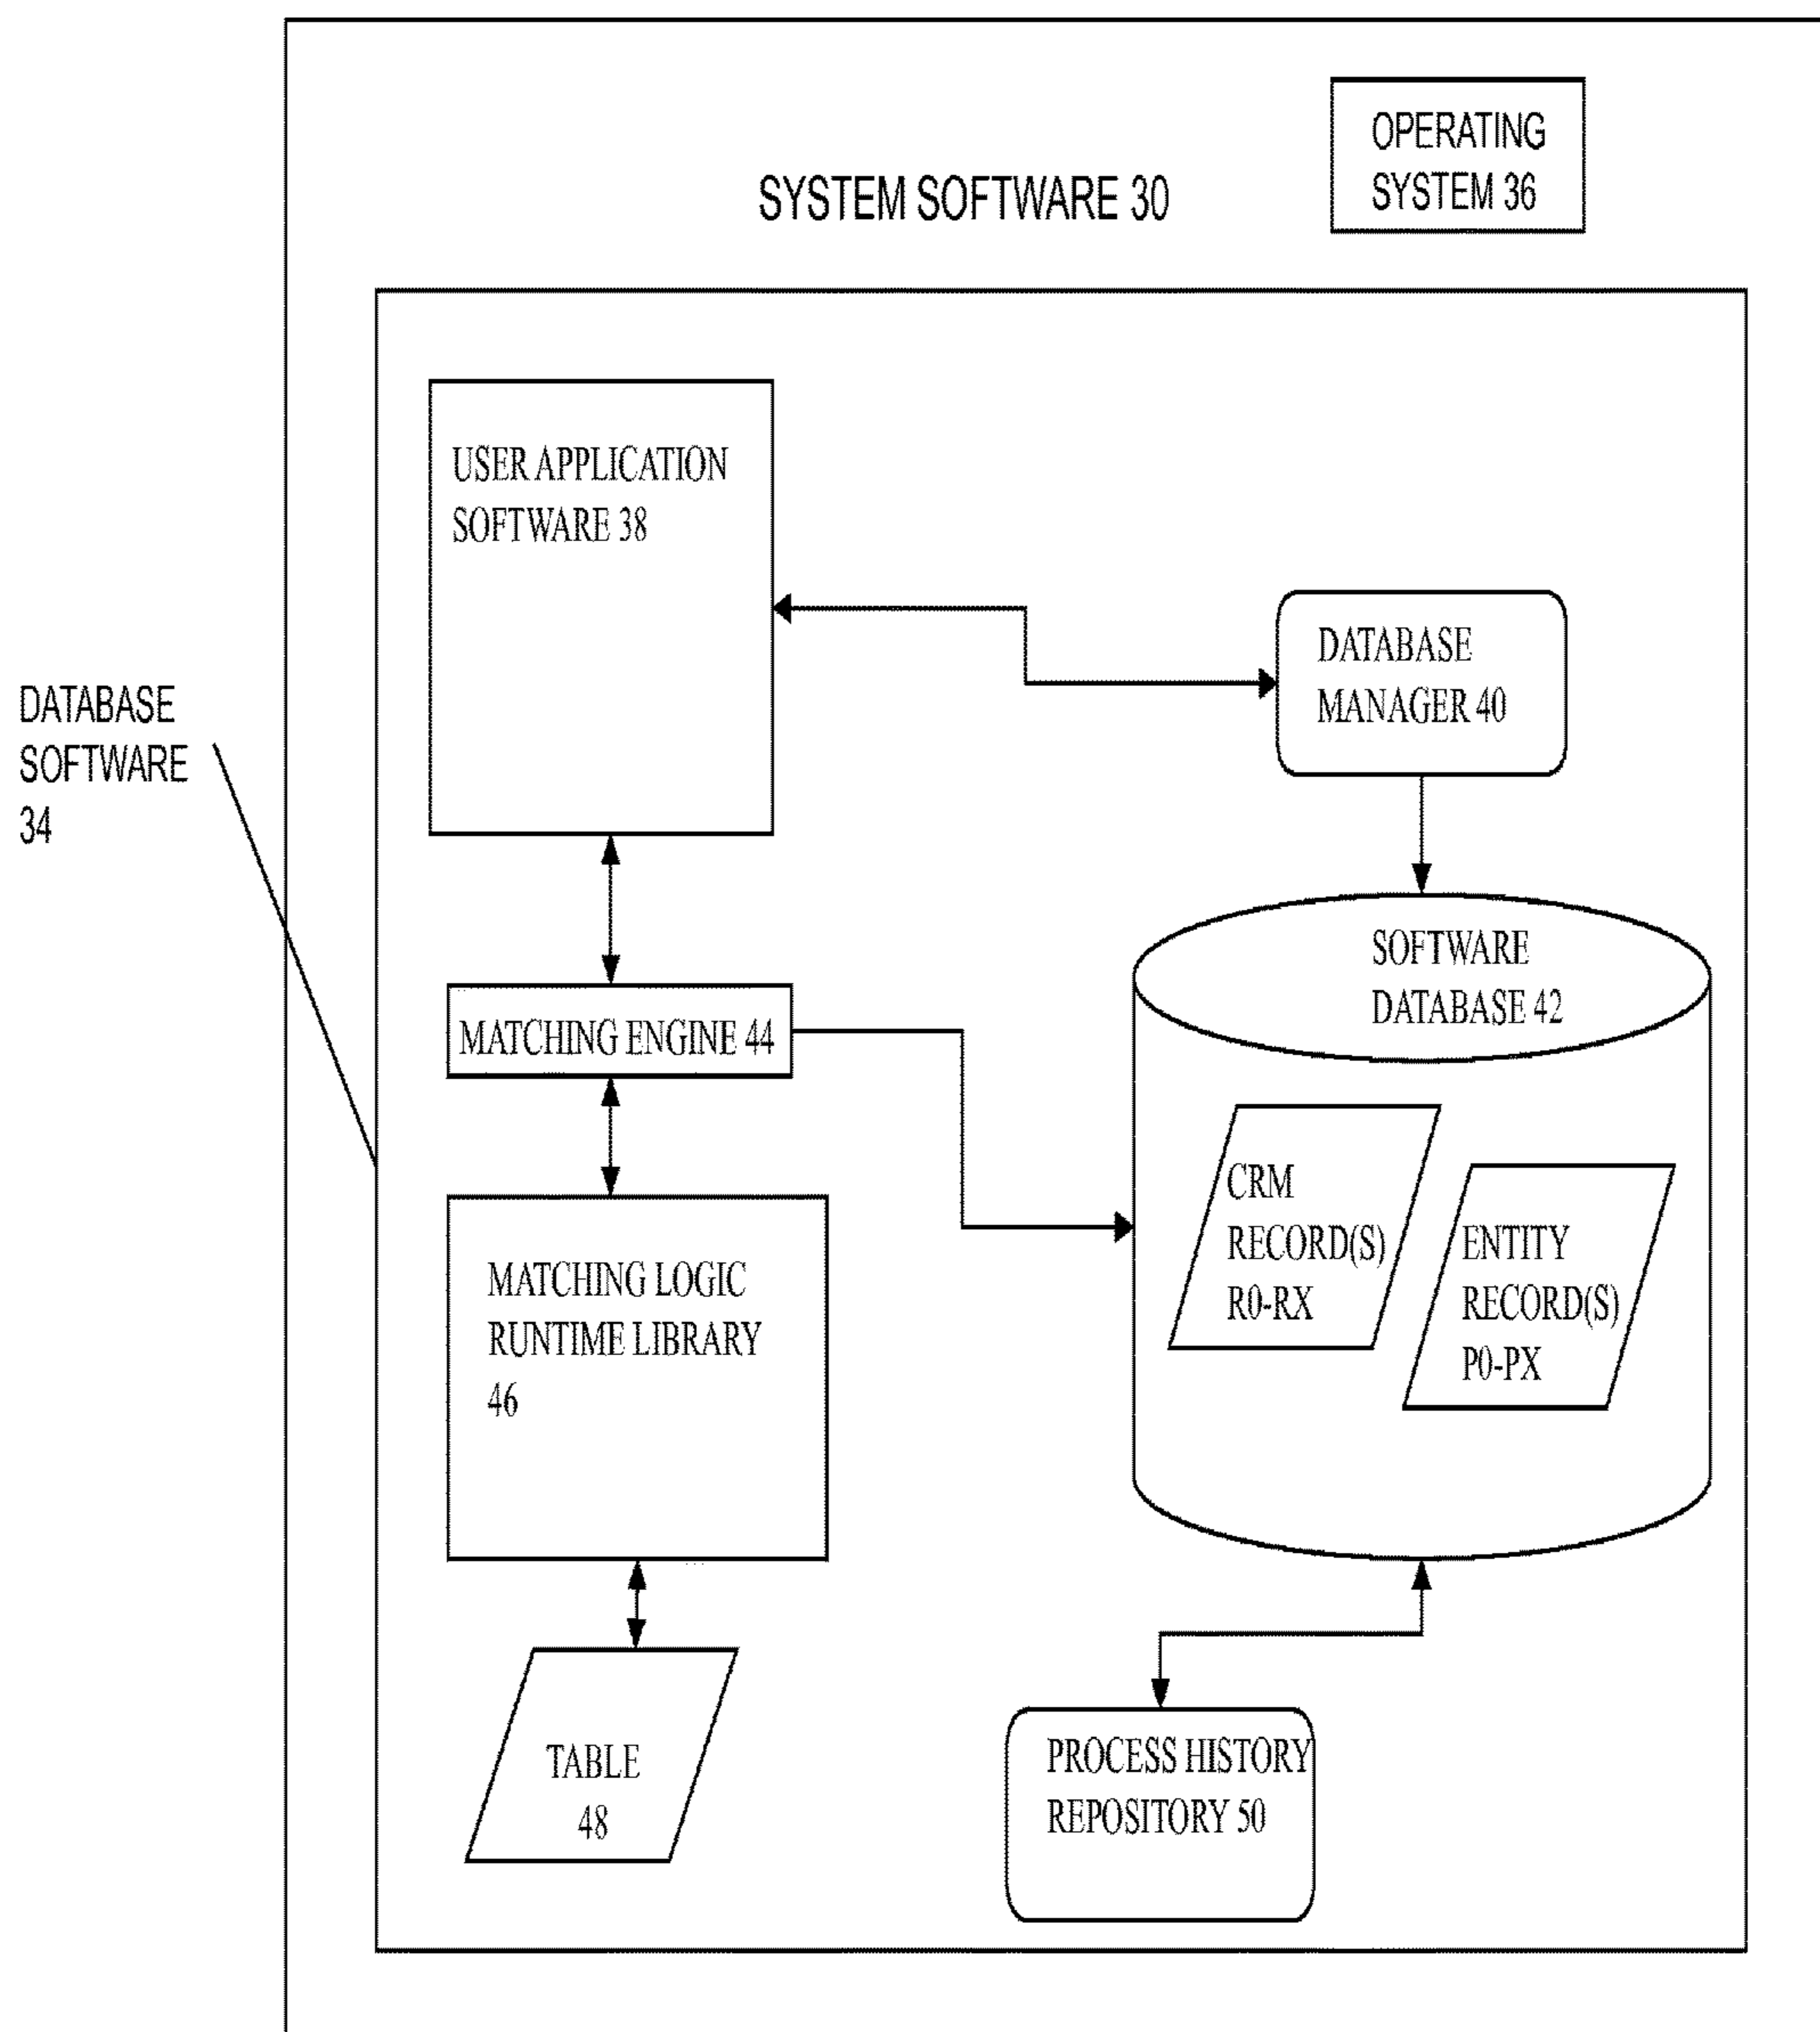 OPERATING
SYSTEM 36
SYSTEM SOFTWARE 30
USER APPLICATION
SOFTWARE 38
DATABASE
MANAGER 40
DATABASE
SOFTWARE
34
SOFTWARE
DATABASE 42
MATCHING ENGINE 44
CRM
RECORD(S)
R0-RX
ENTITY
RECORD(S)
P0-PX
MATCHING LOGIC
RUNTIME LIBRARY
46
TABLE
48
PROCESS HISTORY
REPOSITORY 50